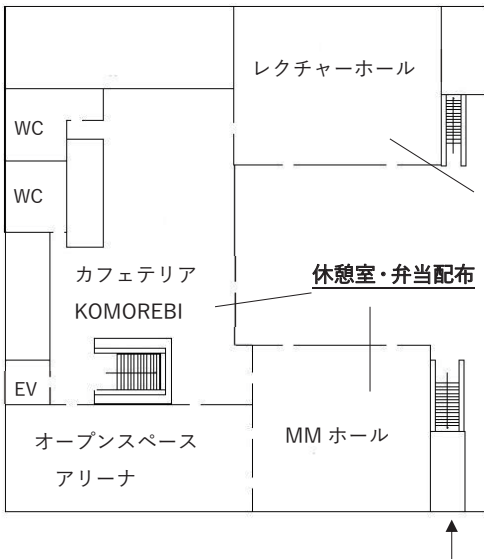 レクチャーホール
WC
WC
カフェテリア
KOMOREBI
休憩室・弁当配布
EV
オープンスペース
アリーナ
MM ホール